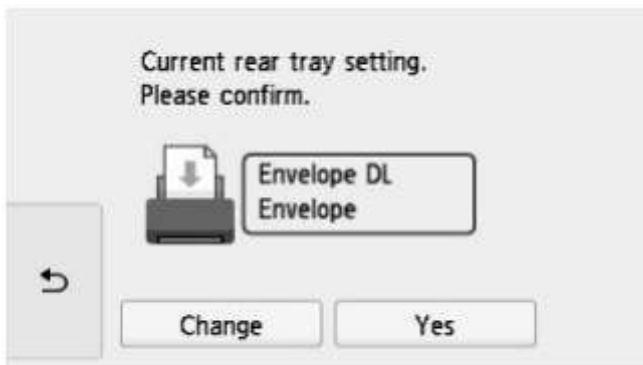 Current rear tray setting.
Please confirm.
Envelope DL
Envelope
Change
Yes